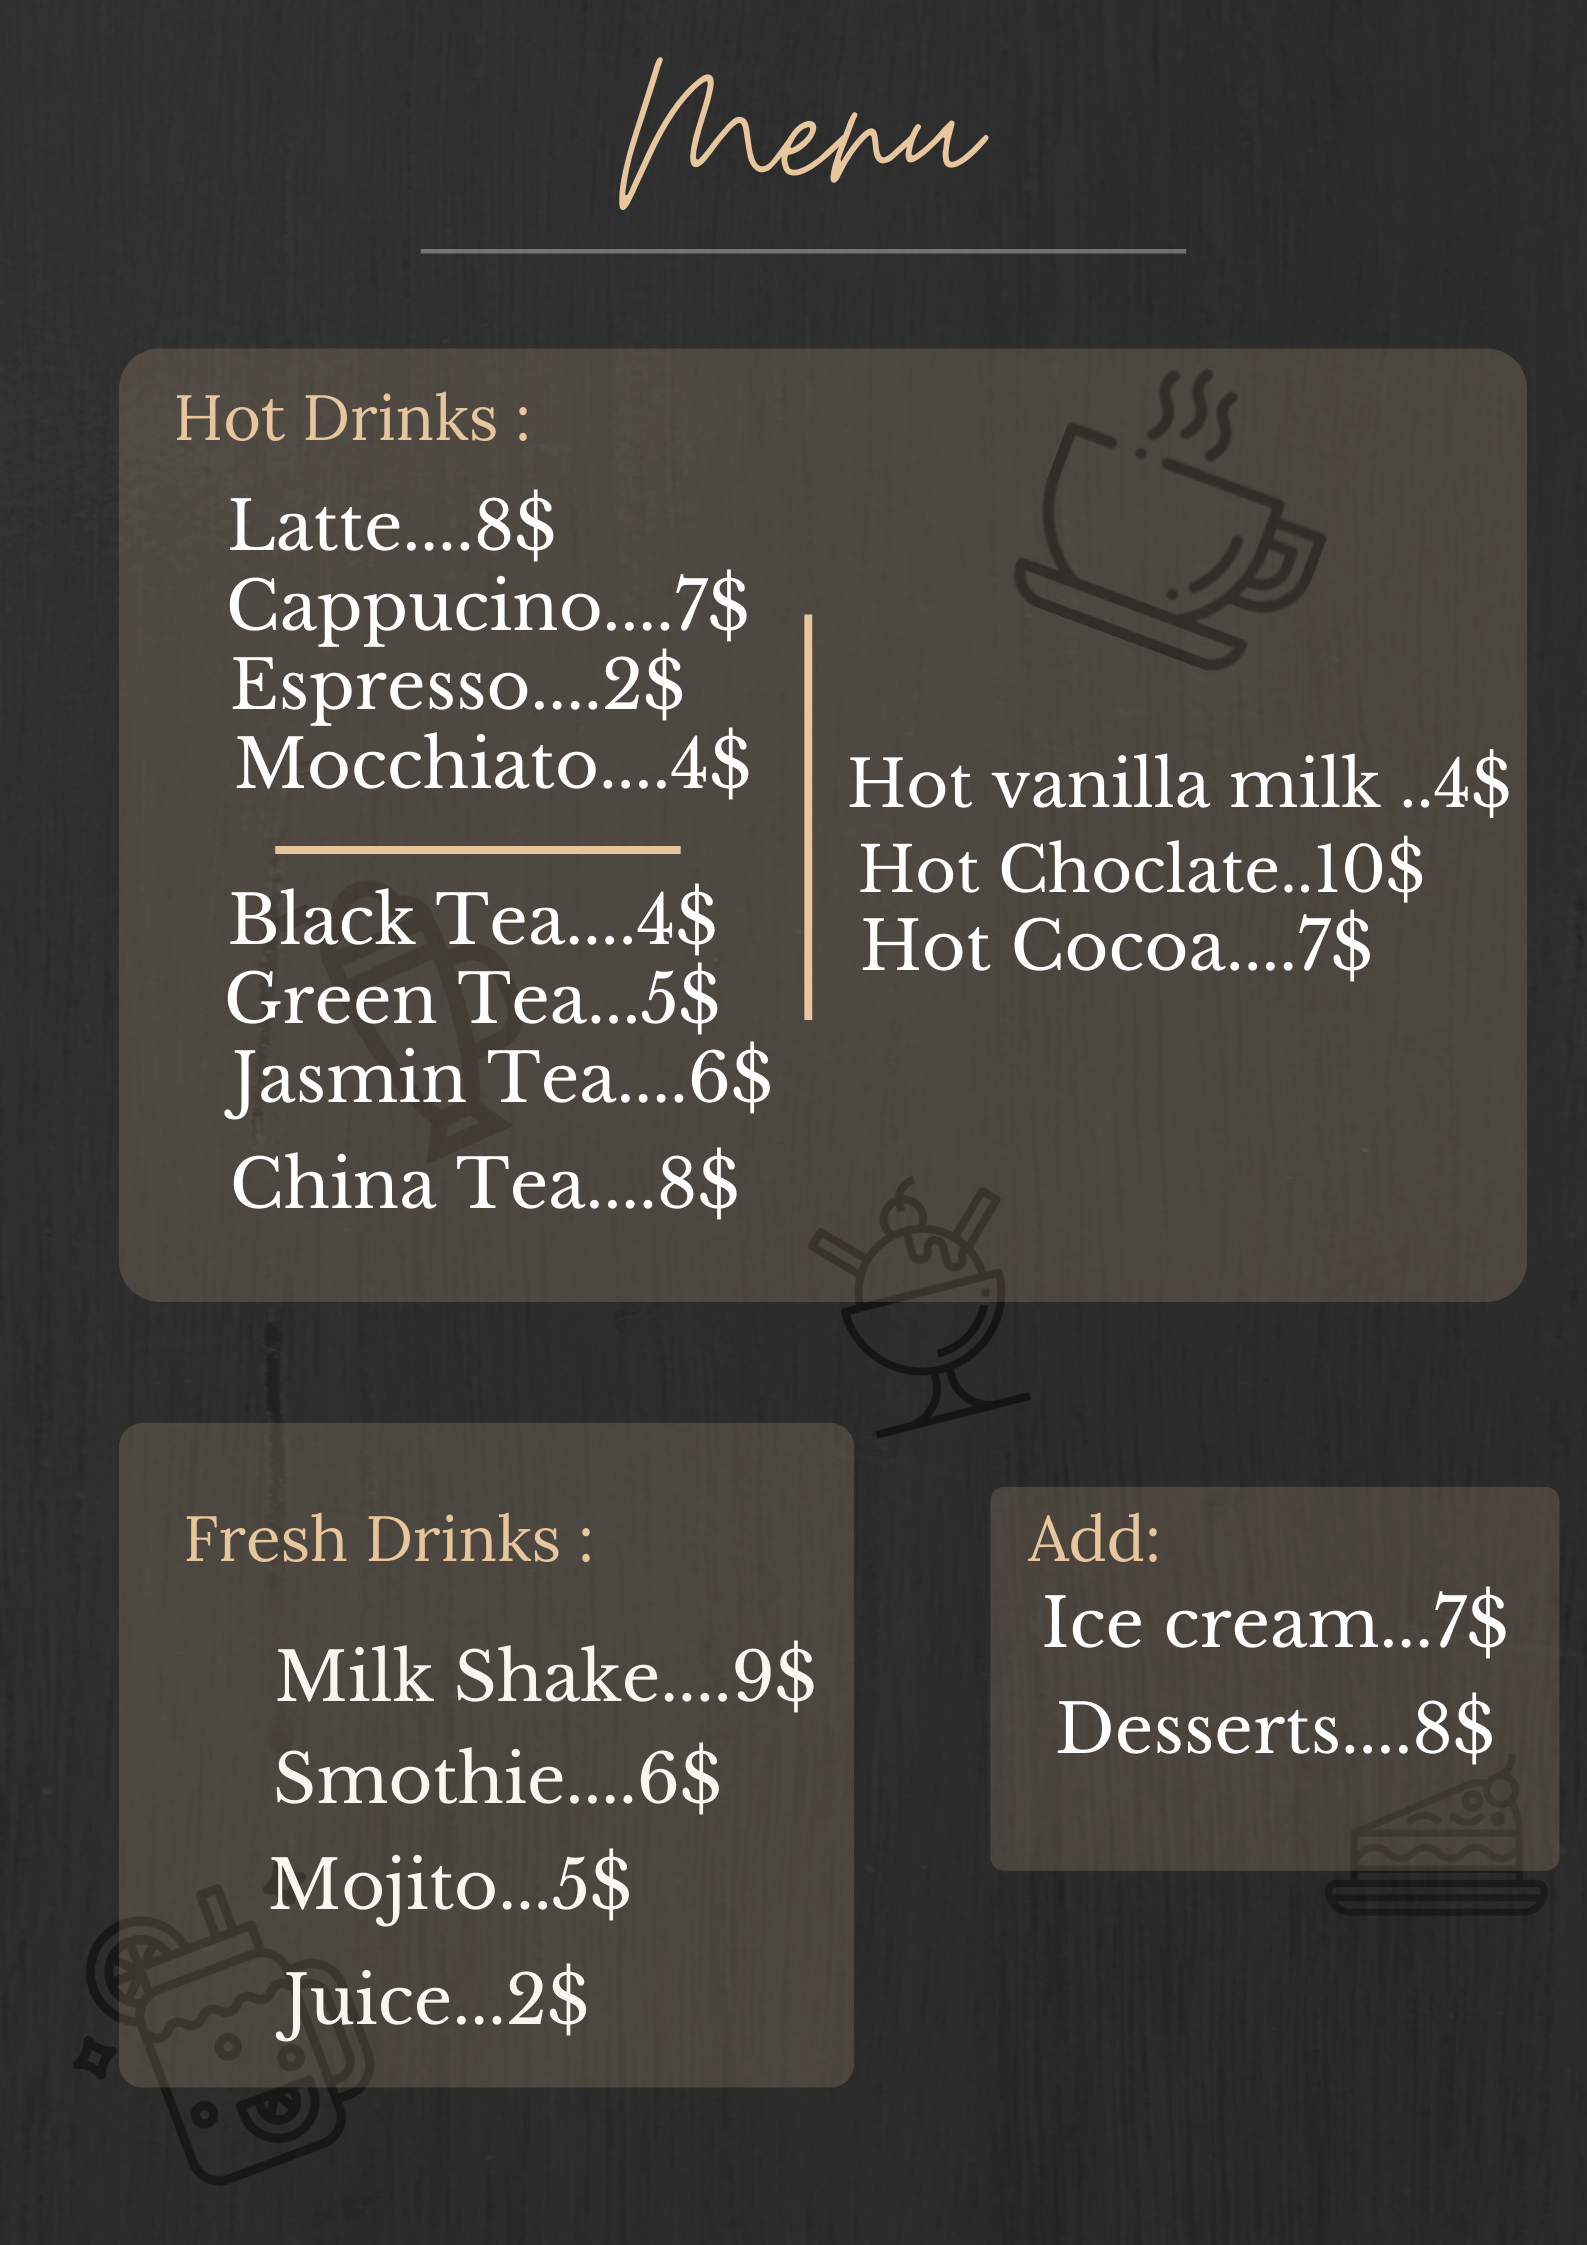 Menu
Hot Drinks :
Latte....8$
Cappucino....7$
Espresso....2$
Mocchiato....4$
Black Tea....4$
Green Tea...5$
Jasmin Tea....6$
China Tea....8$
Hot vanilla milk ..4$
Hot Choclate..10$
Hot Cocoa....7$
Fresh Drinks :
Milk Shake....9$
Smothie....6$
Mojito...5$
Juice...2$
Add:
Ice cream...7$
Desserts....8$